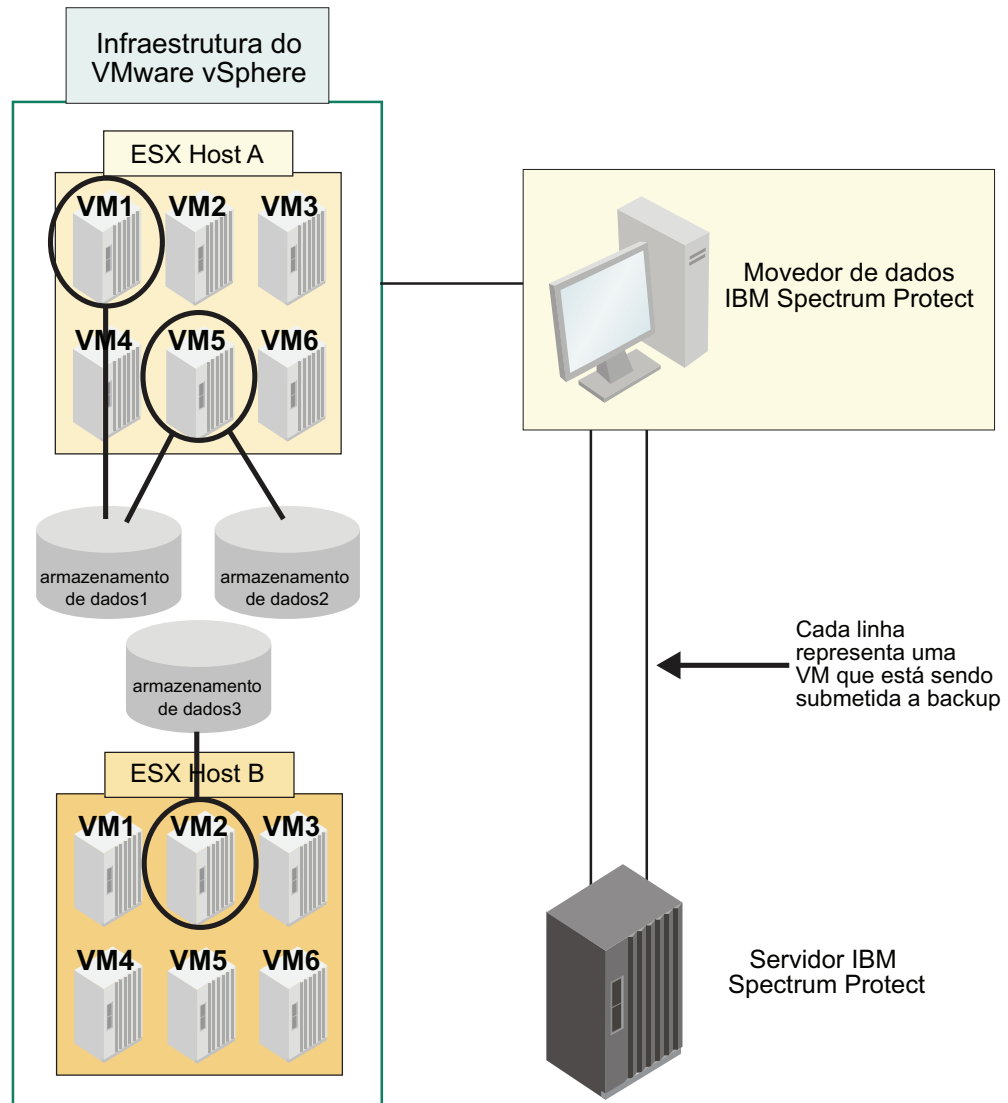 Infraestrutura do
VMware vSphere
ESX Host A
VM1 VM2 VM3
VM4 VM5 VM6
armazenamento
de dados1
armazenamento
de dados2
armazenamento
de dados3
ESX Host B
VM1 VM2 VM3
VM4 VM5 VM6
Movedor de dados
IBM Spectrum Protect
Cada linha
representa uma
VM que está sendo
submetida a backup
Servidor IBM
Spectrum Protect